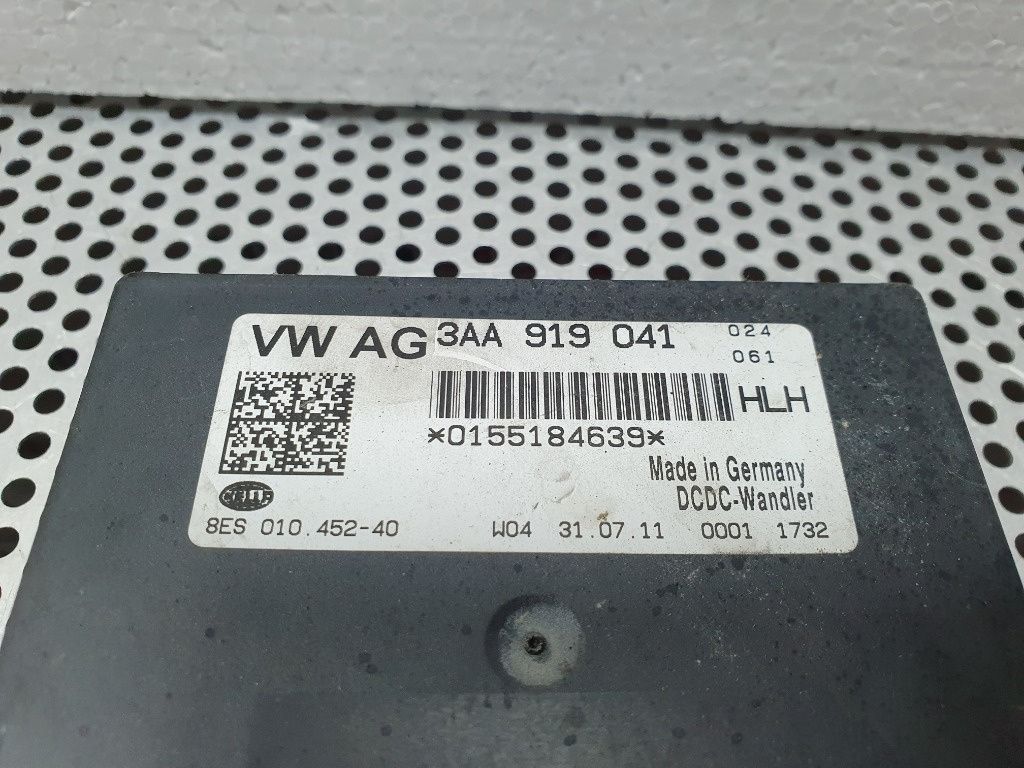 VW AG 3AA 919 041 024
061
HLH
*0155184639*
Made in Germany
DCDC-Wandler
HELLA
8ES 010.452-40 W04 31.07.11 0001 1732